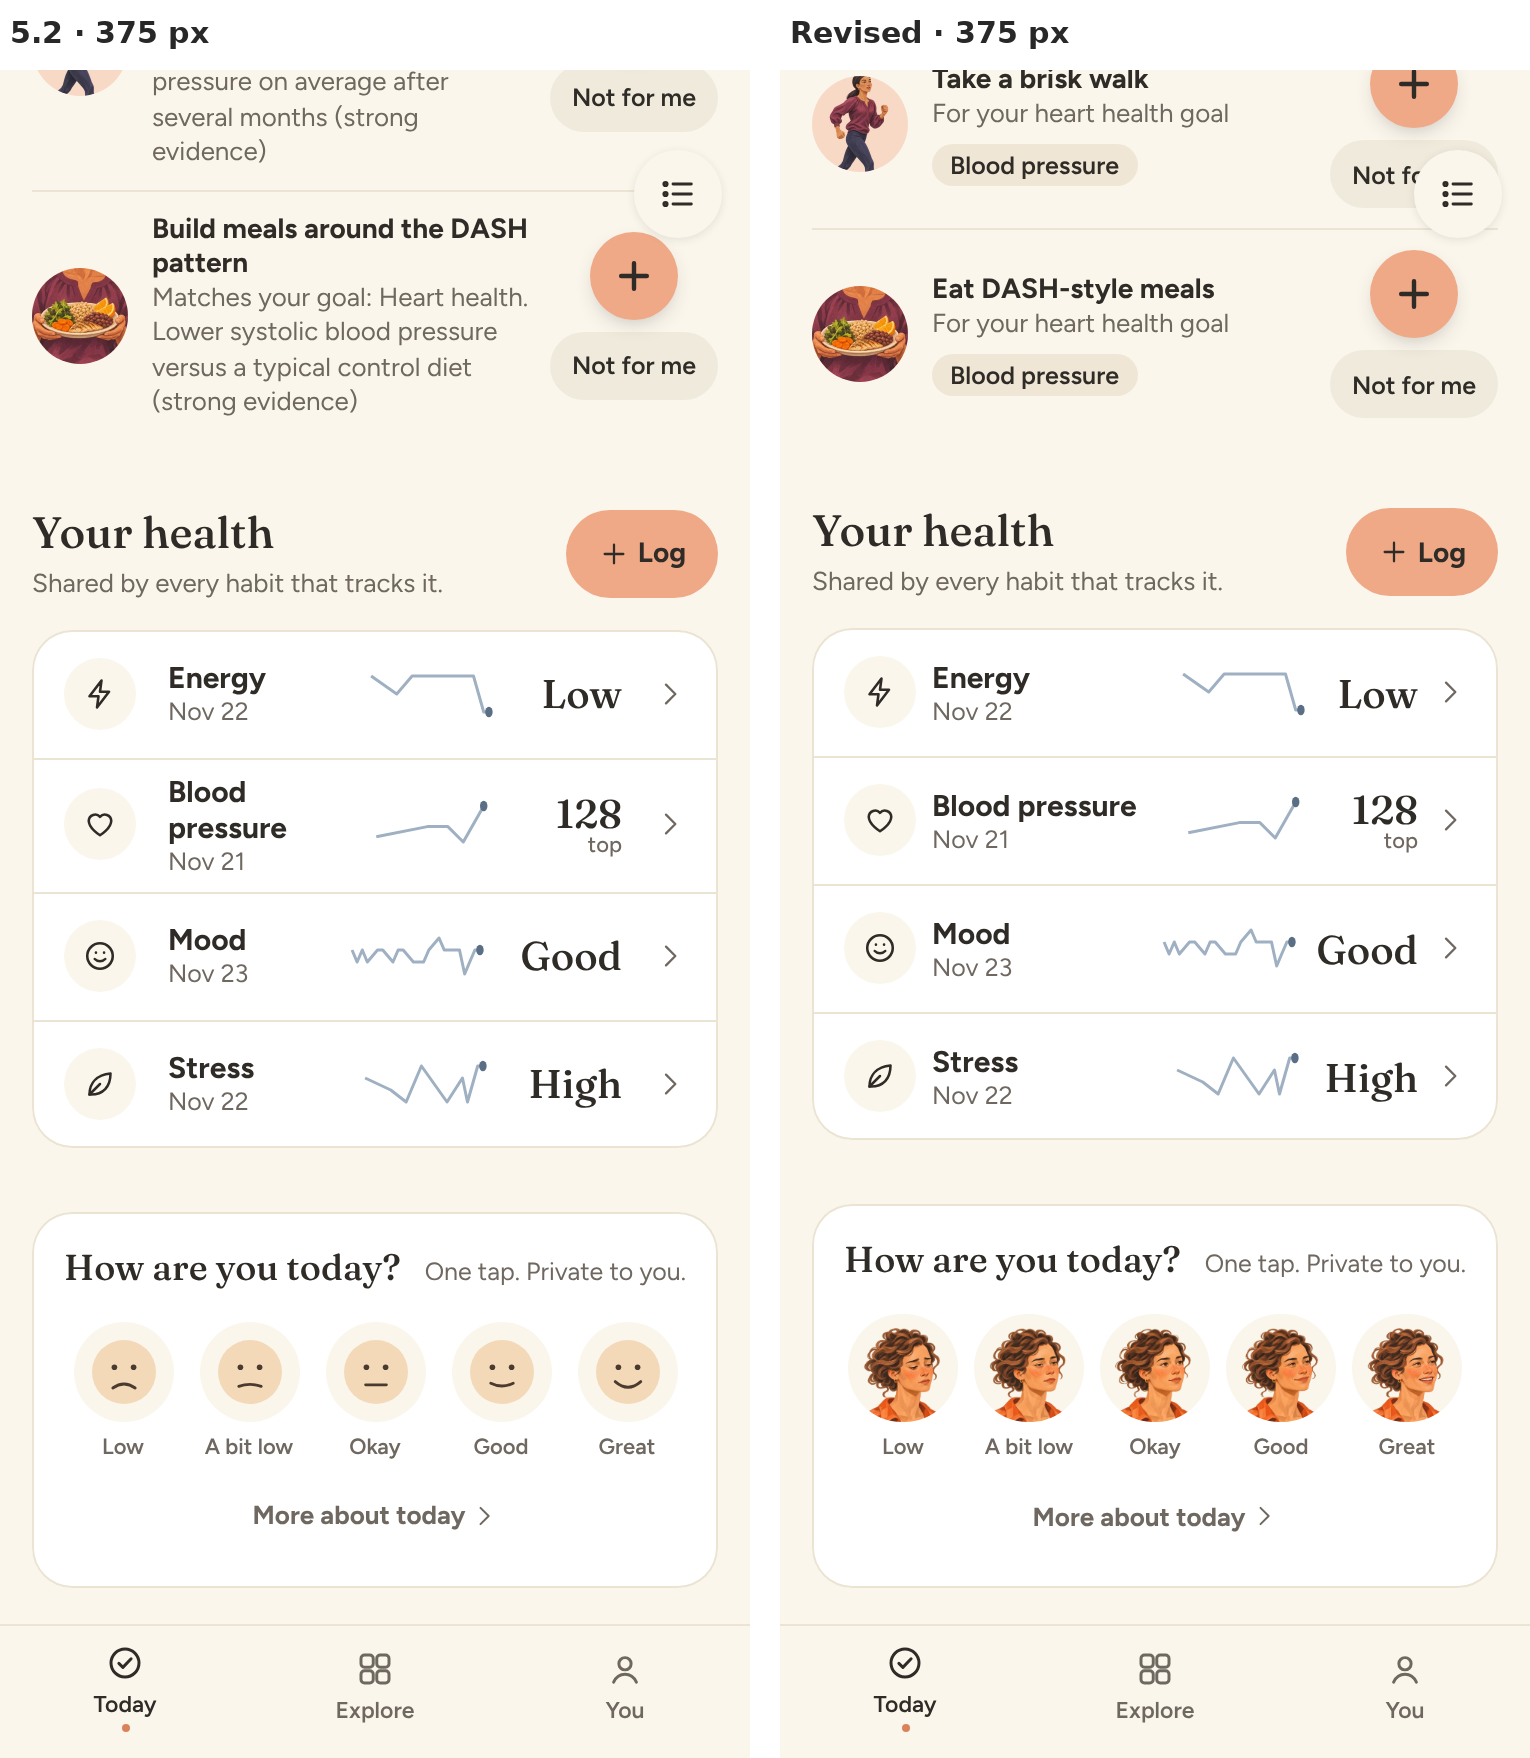 5.2 · 375 px
pressure on average after
several months (strong
evidence)
Not for me
Build meals around the DASH
pattern
Matches your goal: Heart health.
Lower systolic blood pressure
versus a typical control diet
(strong evidence)
Not for me
Your health
Shared by every habit that tracks it.
+ Log
Energy
Nov 22
Low
Blood
pressure
Nov 21
128
top
Mood
Nov 23
Good
Stress
Nov 22
High
How are you today? One tap. Private to you.
Low A bit low Okay Good Great
More about today
Today Explore You
Revised · 375 px
Take a brisk walk
For your heart health goal
Blood pressure
Not
Eat DASH-style meals
For your heart health goal
Blood pressure
Not for me
Your health
Shared by every habit that tracks it.
+ Log
Energy
Nov 22
Low
Blood pressure
Nov 21
128
top
Mood
Nov 23
Good
Stress
Nov 22
High
How are you today? One tap. Private to you.
Low A bit low Okay Good Great
More about today
Today Explore You